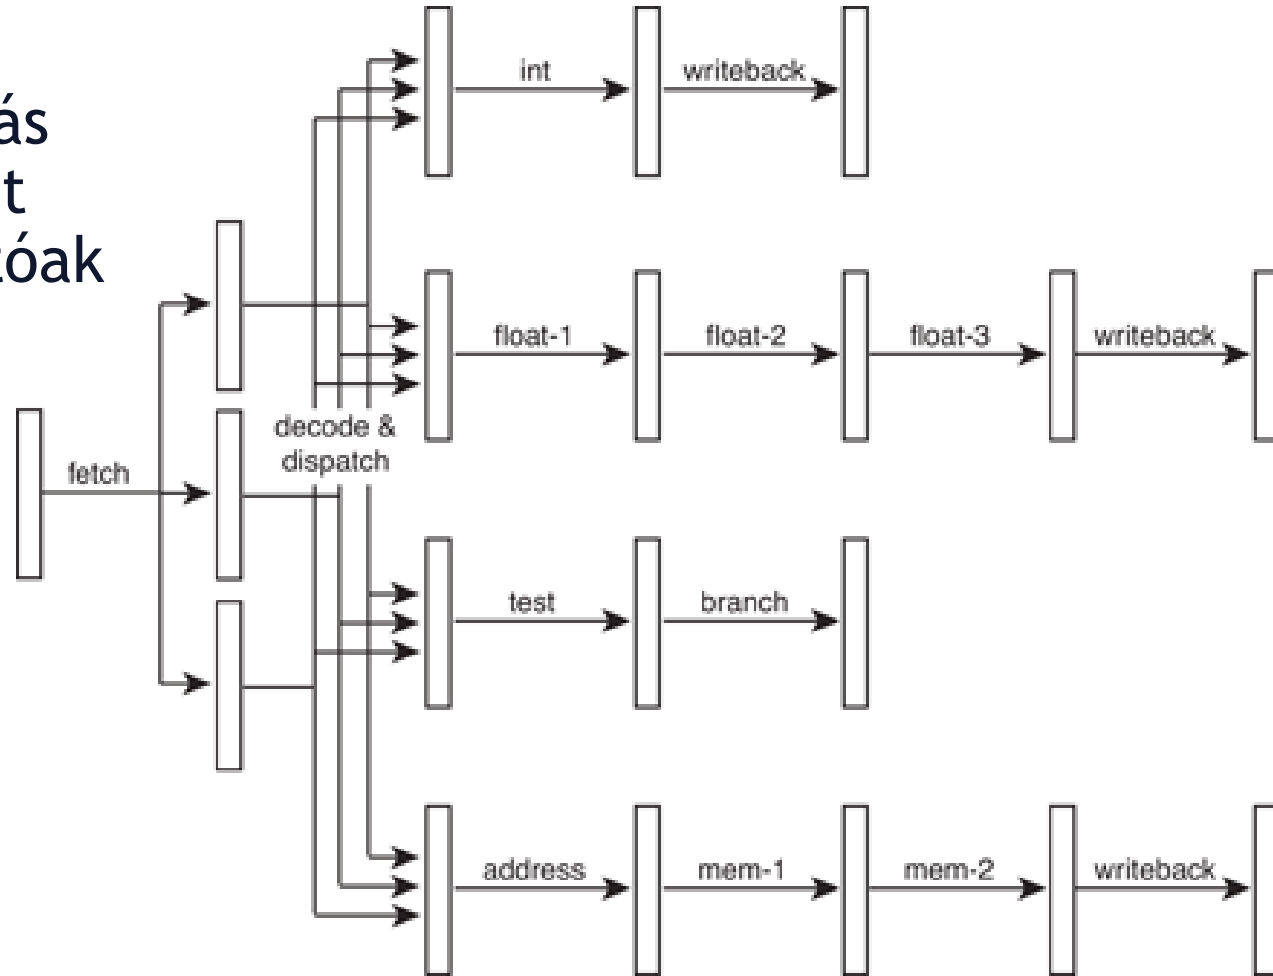 ás
t
óak
int
writeback
float-1
float-2
float-3
writeback
decode &
dispatch
fetch
test
branch
address
mem-1
mem-2
writeback